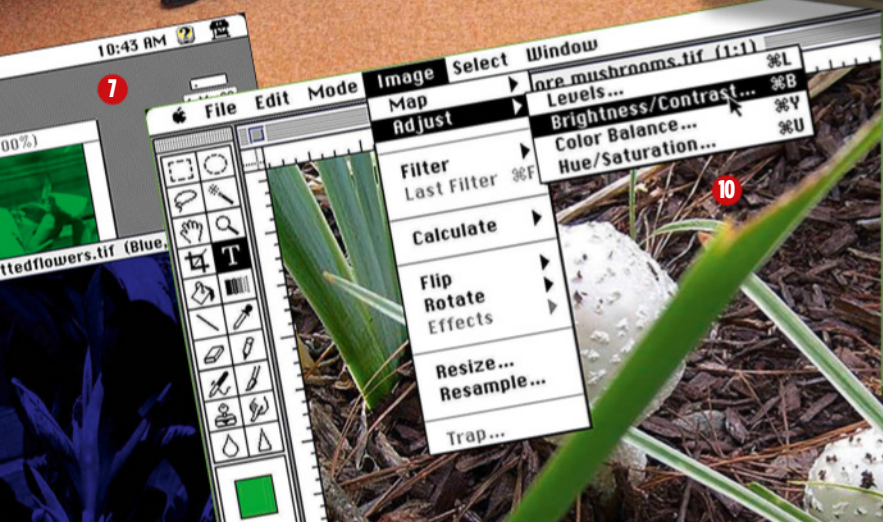 10:43 AM
7
00%)
ttedflowers.tif (Blue,
File Edit Mode Image Select Window
ore mushrooms.tif (1:1)
Map
Adjust
Filter
Last Filter ⌘F
Calculate
Flip
Rotate
Effects
Resize...
Resample...
Trap...
Levels... ⌘L
Brightness/Contrast... ⌘B
Color Balance... ⌘Y
Hue/Saturation... ⌘U
T
10